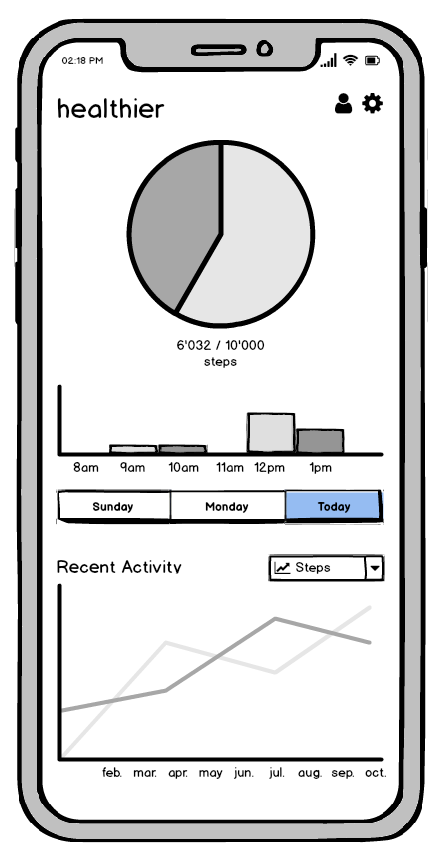 02:18 PM
healthier
6'032 / 10'000
steps
8am 9am 10am 11am 12pm 1pm
Sunday Monday Today
Recent Activity Steps
feb. mar. apr. may jun. jul. aug. sep. oct.